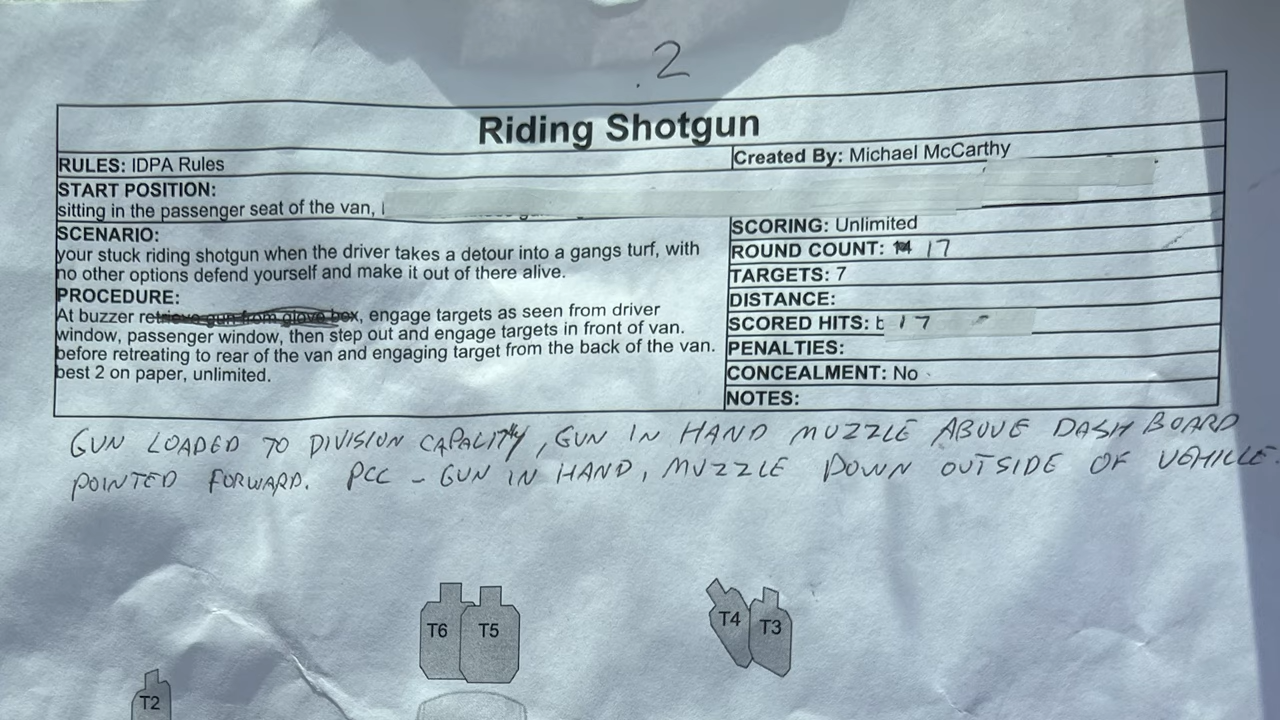 .2
Riding Shotgun
RULES: IDPA Rules
Created By: Michael McCarthy
START POSITION:
sitting in the passenger seat of the van,
SCENARIO:
your stuck riding shotgun when the driver takes a detour into a gangs turf, with
no other options defend yourself and make it out of there alive.
PROCEDURE:
At buzzer retrieve gun from glove box, engage targets as seen from driver
window, passenger window, then step out and engage targets in front of van.
before retreating to rear of the van and engaging target from the back of the van.
best 2 on paper, unlimited.
SCORING: Unlimited
ROUND COUNT: 17
TARGETS: 7
DISTANCE:
SCORED HITS: 17
PENALTIES:
CONCEALMENT: No
NOTES:
GUN LOADED TO DIVISION CAPACITY, GUN IN HAND MUZZLE ABOVE DASH BOARD
POINTED FORWARD. PCC - GUN IN HAND, MUZZLE DOWN OUTSIDE OF VEHICLE.
T6 T5 T4 T3
T2